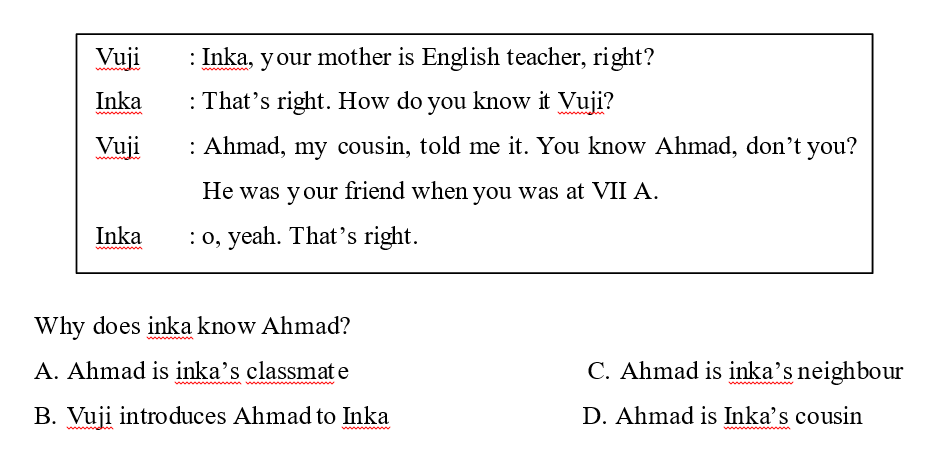 Vuji : Inka, your mother is English teacher, right?
Inka : That's right. How do you know it Vuji?
Vuji : Ahmad, my cousin, told me it. You know Ahmad, don't you?
He was your friend when you was at VII A.
Inka : o, yeah. That's right.
Why does inka know Ahmad?
A. Ahmad is inka's classmate C. Ahmad is inka's neighbour
B. Vuji introduces Ahmad to Inka D. Ahmad is Inka's cousin